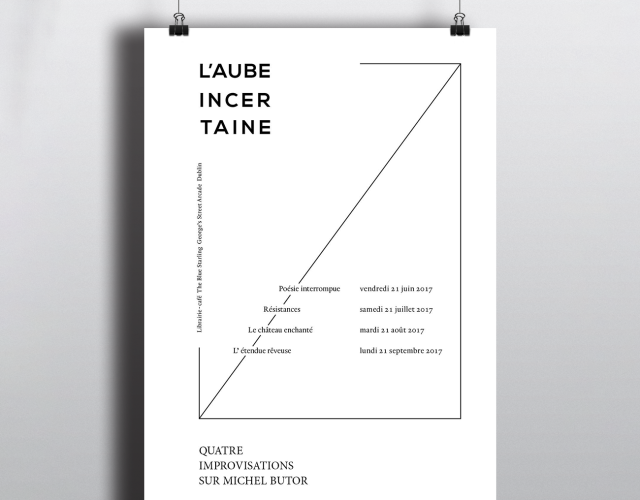 L'AUBE
INCER
TAINE
Librairie-café The Blue Starling George's Street Arcade Dublin
Poésie interrompue vendredi 21 juin 2017
Résistances samedi 21 juillet 2017
Le château enchanté mardi 21 août 2017
L' étendue rêveuse lundi 21 septembre 2017
QUATRE
IMPROVISATIONS
SUR MICHEL BUTOR